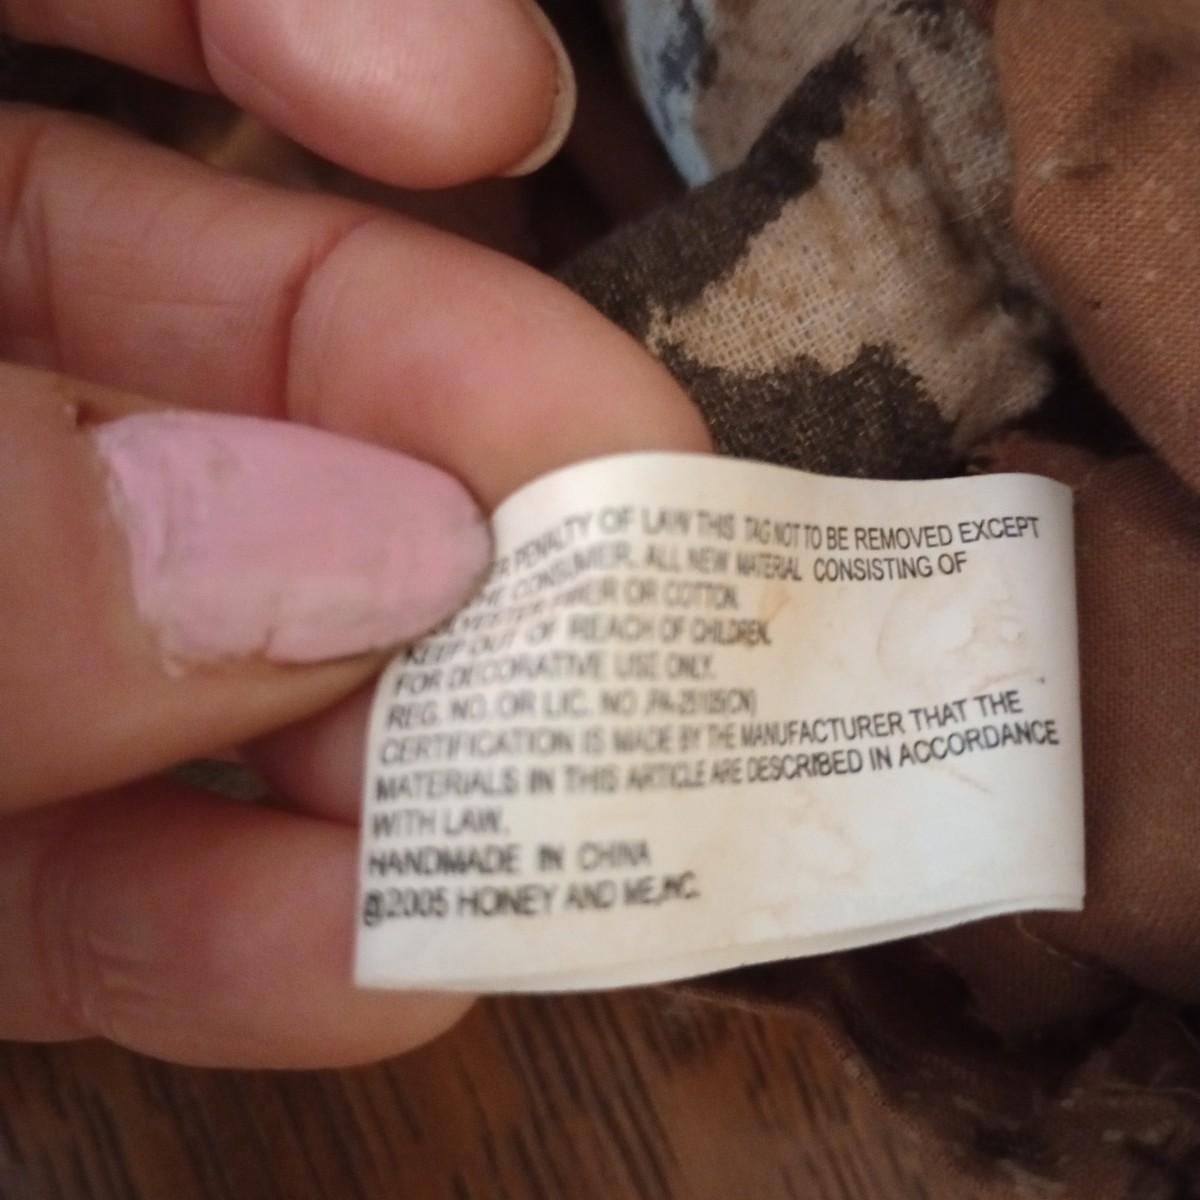 PENALTY OF LAW THIS TAG NOT TO BE REMOVED EXCEPT
CONSUMER. ALL NEW MATERIAL CONSISTING OF
FIBER OR COTTON.
KEEP OUT OF REACH OF CHILDREN.
FOR DECORATIVE USE ONLY.
REG. NO. OR LIC. NO
CERTIFICATION IS MADE BY THE MANUFACTURER THAT THE
MATERIALS IN THIS ARTICLE ARE DESCRIBED IN ACCORDANCE
WITH LAW.
HANDMADE IN CHINA
©2005 HONEY AND ME,INC.